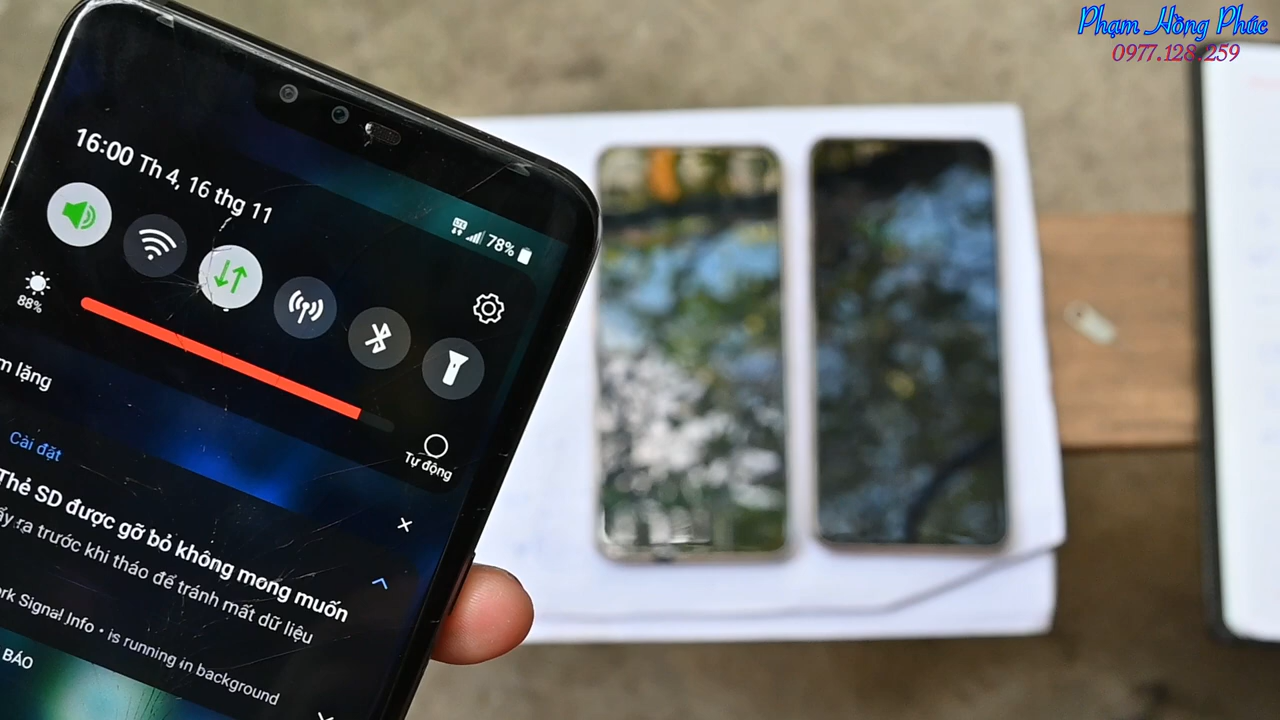 Phạm Hồng Phúc
0977.128.259
16:00 Th 4, 16 thg 11
LTE 78%
88%
Tự động
m lặng
Cài đặt
Thẻ SD được gỡ bỏ không mong muốn
ấy ra trước khi tháo để tránh mất dữ liệu
rk Signal Info • is running in background
BÁO